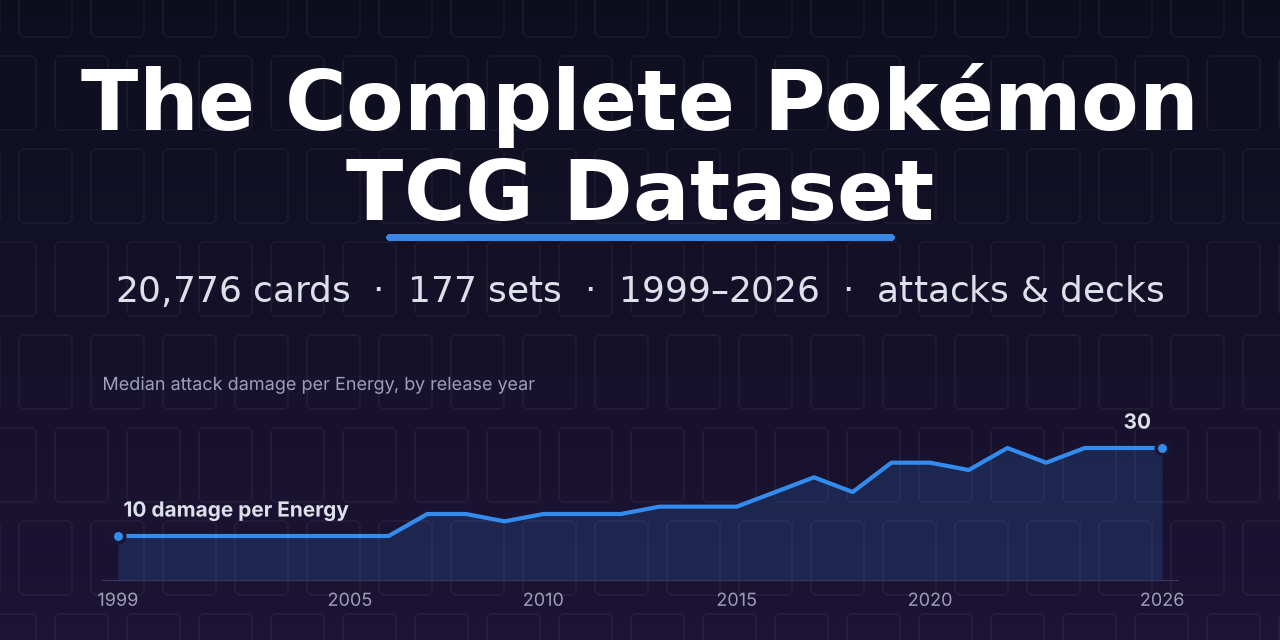 The Complete Pokémon
TCG Dataset
20,776 cards · 177 sets · 1999–2026 · attacks & decks
Median attack damage per Energy, by release year
30
10 damage per Energy
1999 2005 2010 2015 2020 2026